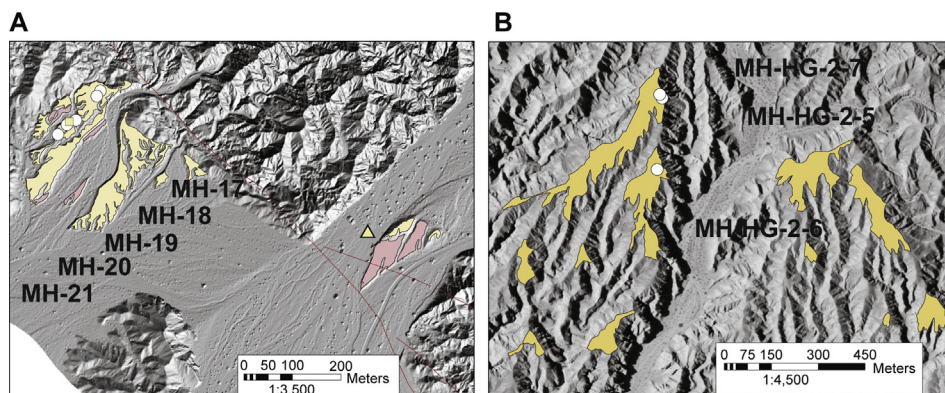 A
B
MH-HG-2-7
MH-HG-2-5
MH-17
MH-18
MH-HG-2-6
MH-19
MH-20
MH-21
0 50 100 200
Meters
1:3,500
0 75 150 300 450
Meters
1:4,500